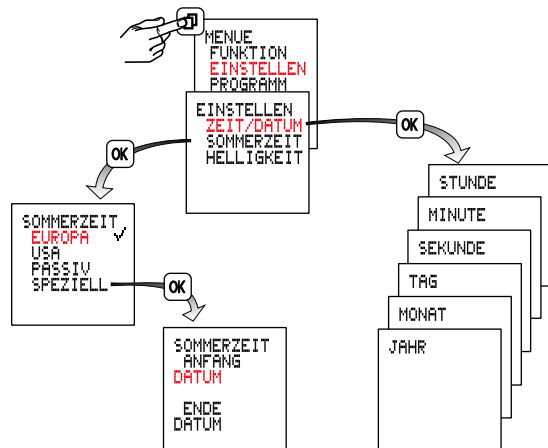 MENUE
FUNKTION
EINSTELLEN
PROGRAMM
EINSTELLEN
ZEIT/DATUM
SOMMERZEIT
HELLIGKEIT
OK
OK
SOMMERZEIT
EUROPA
USA
PASSIV
SPEZIELL
OK
SOMMERZEIT
ANFANG
DATUM
ENDE
DATUM
STUNDE
MINUTE
SEKUNDE
TAG
MONAT
JAHR